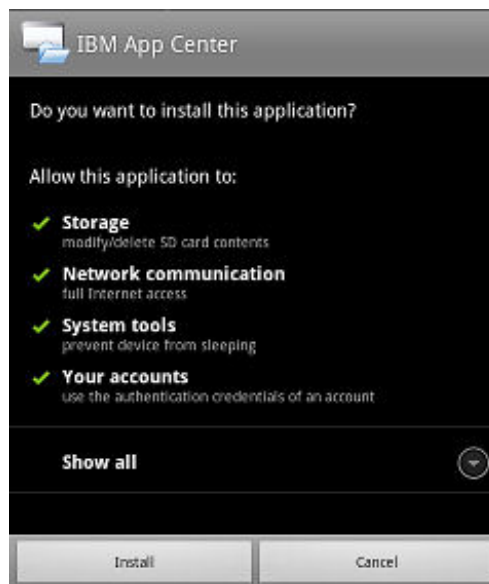 IBM App Center
Do you want to install this application?
Allow this application to:
Storage
modify/delete SD card contents
Network communication
full Internet access
System tools
prevent device from sleeping
Your accounts
use the authentication credentials of an account
Show all
Install
Cancel